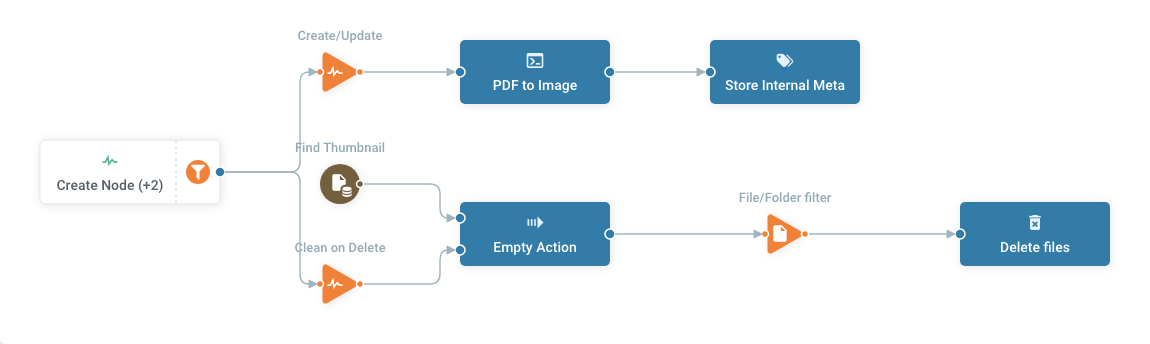 Create/Update
PDF to Image
Store Internal Meta
Find Thumbnail
Create Node (+2)
File/Folder filter
Clean on Delete
Empty Action
Delete files